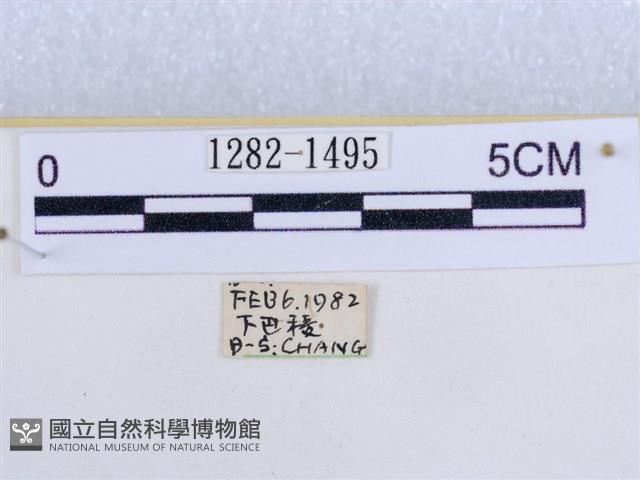 1282-1495
0 5CM
FEB6.1982
下巴稜
B-S.CHANG
國立自然科學博物館
NATIONAL MUSEUM OF NATURAL SCIENCE